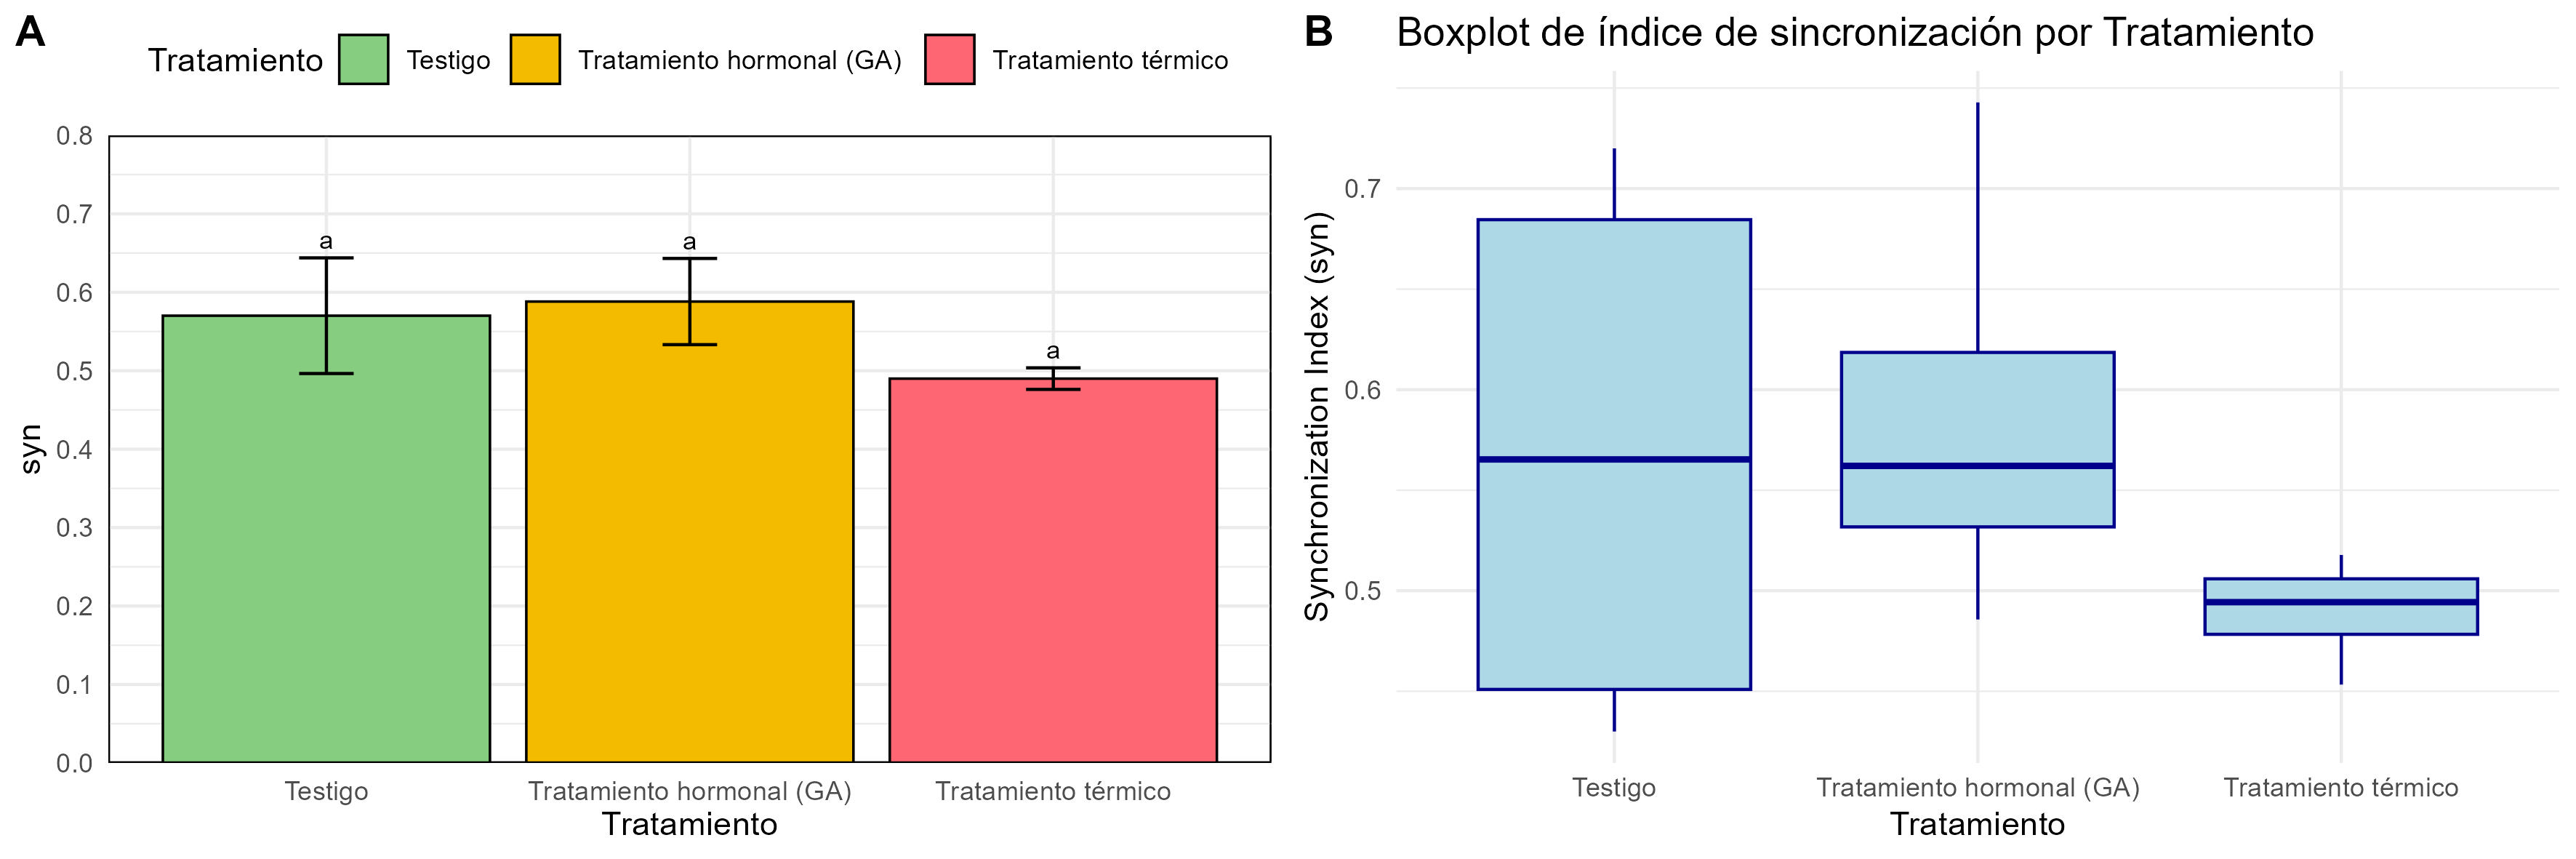 A
Tratamiento Testigo Tratamiento hormonal (GA) Tratamiento térmico
0.8
0.7
0.6
0.5
0.4
0.3
0.2
0.1
0.0
syn
a
a
a
Testigo Tratamiento hormonal (GA) Tratamiento térmico
Tratamiento
B
Boxplot de índice de sincronización por Tratamiento
0.7
0.6
0.5
Synchronization Index (syn)
Testigo Tratamiento hormonal (GA) Tratamiento térmico
Tratamiento